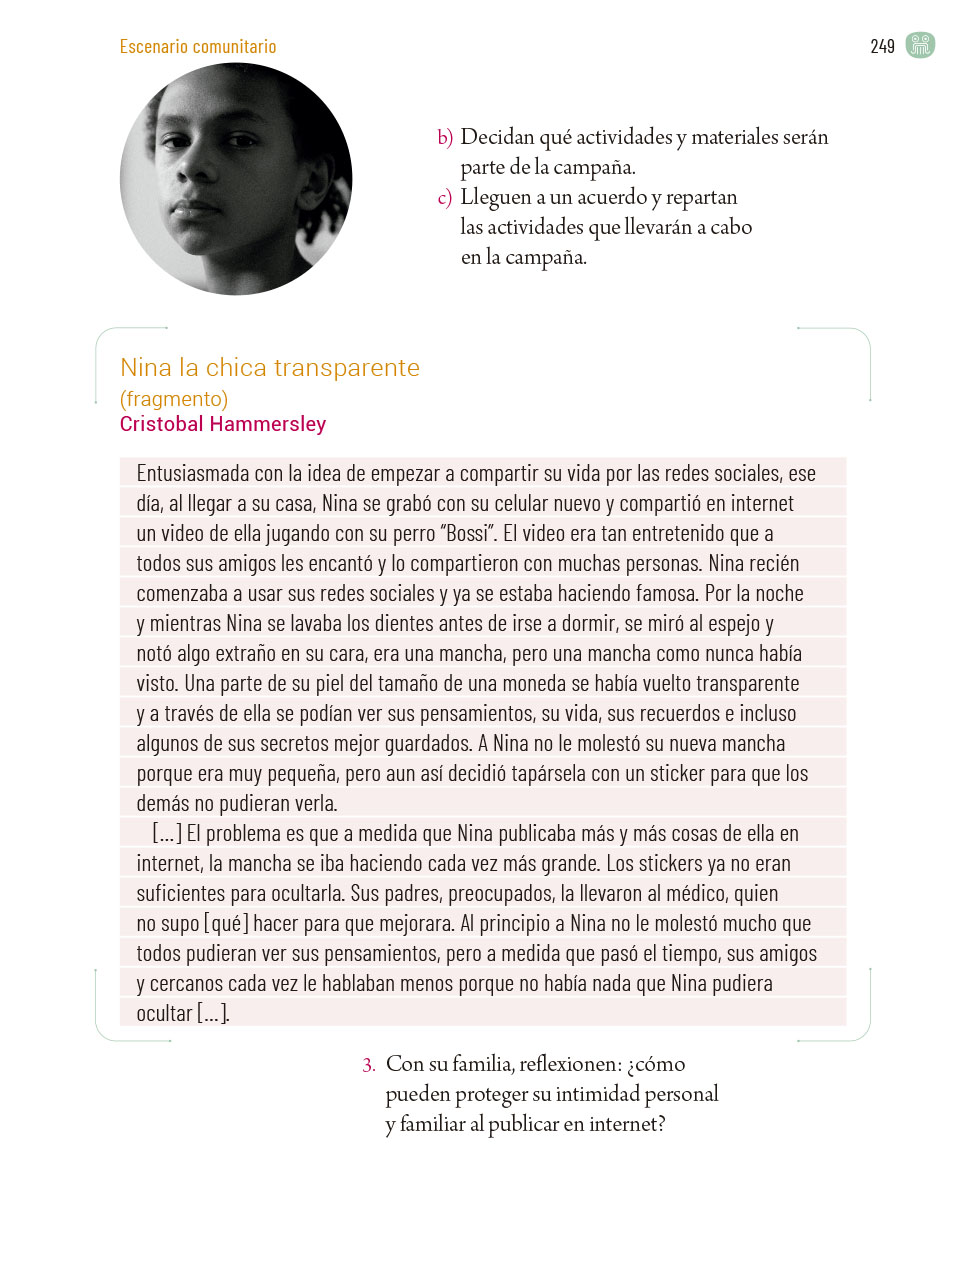 Escenario comunitario
249
b) Decidan qué actividades y materiales serán
parte de la campaña.
c) Lleguen a un acuerdo y repartan
las actividades que llevarán a cabo
en la campaña.
Nina la chica transparente
(fragmento)
Cristobal Hammersley
Entusiasmada con la idea de empezar a compartir su vida por las redes sociales, ese
día, al llegar a su casa, Nina se grabó con su celular nuevo y compartió en internet
un video de ella jugando con su perro “Bossi”. El video era tan entretenido que a
todos sus amigos les encantó y lo compartieron con muchas personas. Nina recién
comenzaba a usar sus redes sociales y ya se estaba haciendo famosa. Por la noche
y mientras Nina se lavaba los dientes antes de irse a dormir, se miró al espejo y
notó algo extraño en su cara, era una mancha, pero una mancha como nunca había
visto. Una parte de su piel del tamaño de una moneda se había vuelto transparente
y a través de ella se podían ver sus pensamientos, su vida, sus recuerdos e incluso
algunos de sus secretos mejor guardados. A Nina no le molestó su nueva mancha
porque era muy pequeña, pero aun así decidió tapársela con un sticker para que los
demás no pudieran verla.
[...] El problema es que a medida que Nina publicaba más y más cosas de ella en
internet, la mancha se iba haciendo cada vez más grande. Los stickers ya no eran
suficientes para ocultarla. Sus padres, preocupados, la llevaron al médico, quien
no supo [qué] hacer para que mejorara. Al principio a Nina no le molestó mucho que
todos pudieran ver sus pensamientos, pero a medida que pasó el tiempo, sus amigos
y cercanos cada vez le hablaban menos porque no había nada que Nina pudiera
ocultar [...].
3. Con su familia, reflexionen: ¿cómo
pueden proteger su intimidad personal
y familiar al publicar en internet?